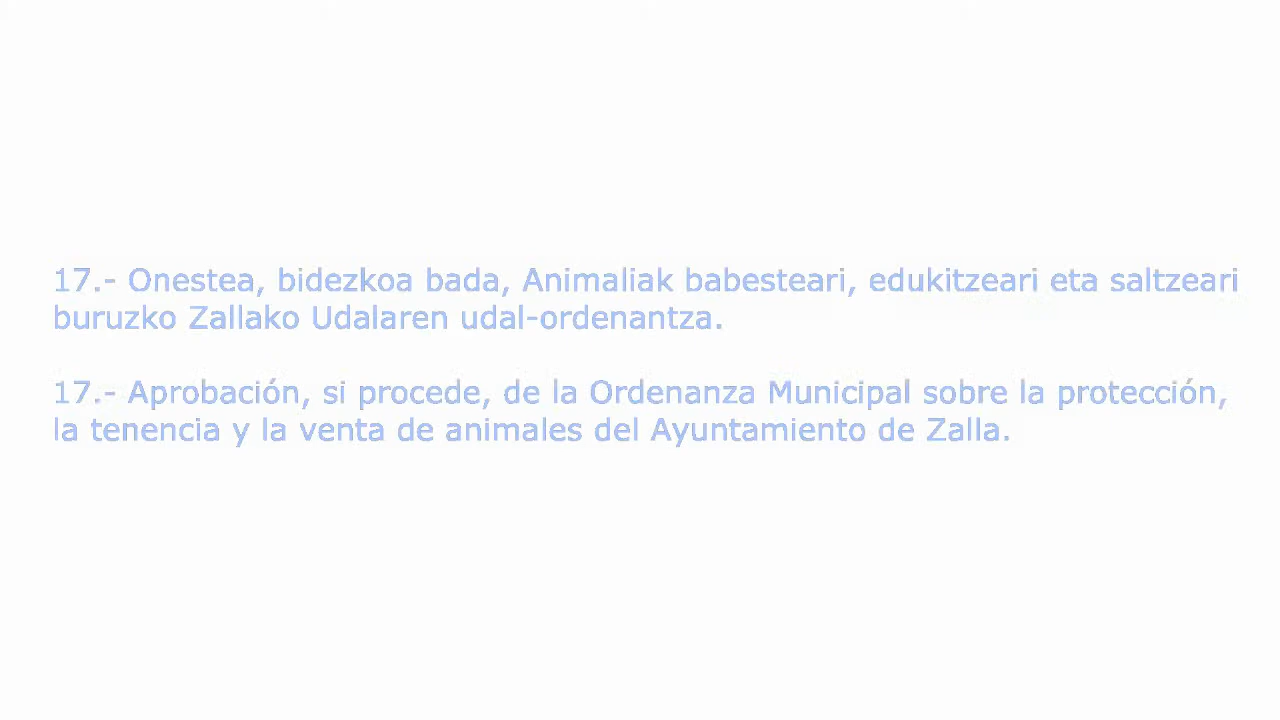 17.- Onestea, bidezkoa bada, Animaliak babesteari, edukitzeari eta saltzeari
buruzko Zallako Udalaren udal-ordenantza.
17.- Aprobación, si procede, de la Ordenanza Municipal sobre la protección,
la tenencia y la venta de animales del Ayuntamiento de Zalla.